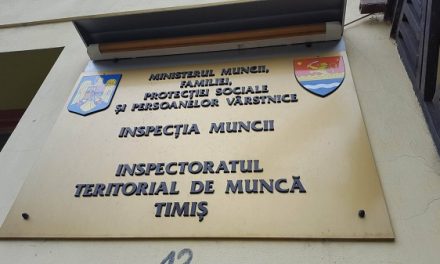 MINISTERUL MUNCII,
FAMILIEI,
PROTECȚIEI SOCIALE
ȘI PERSOANELOR VÂRSTNICE
INSPECȚIA MUNCII
INSPECTORATUL
TERITORIAL DE MUNCĂ
TIMIȘ